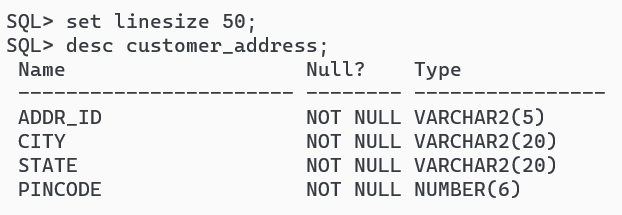 SQL> set linesize 50;
SQL> desc customer_address;
 Name                    Null?    Type
 ----------------------- -------- ----------------
 ADDR_ID                 NOT NULL VARCHAR2(5)
 CITY                    NOT NULL VARCHAR2(20)
 STATE                   NOT NULL VARCHAR2(20)
 PINCODE                 NOT NULL NUMBER(6)